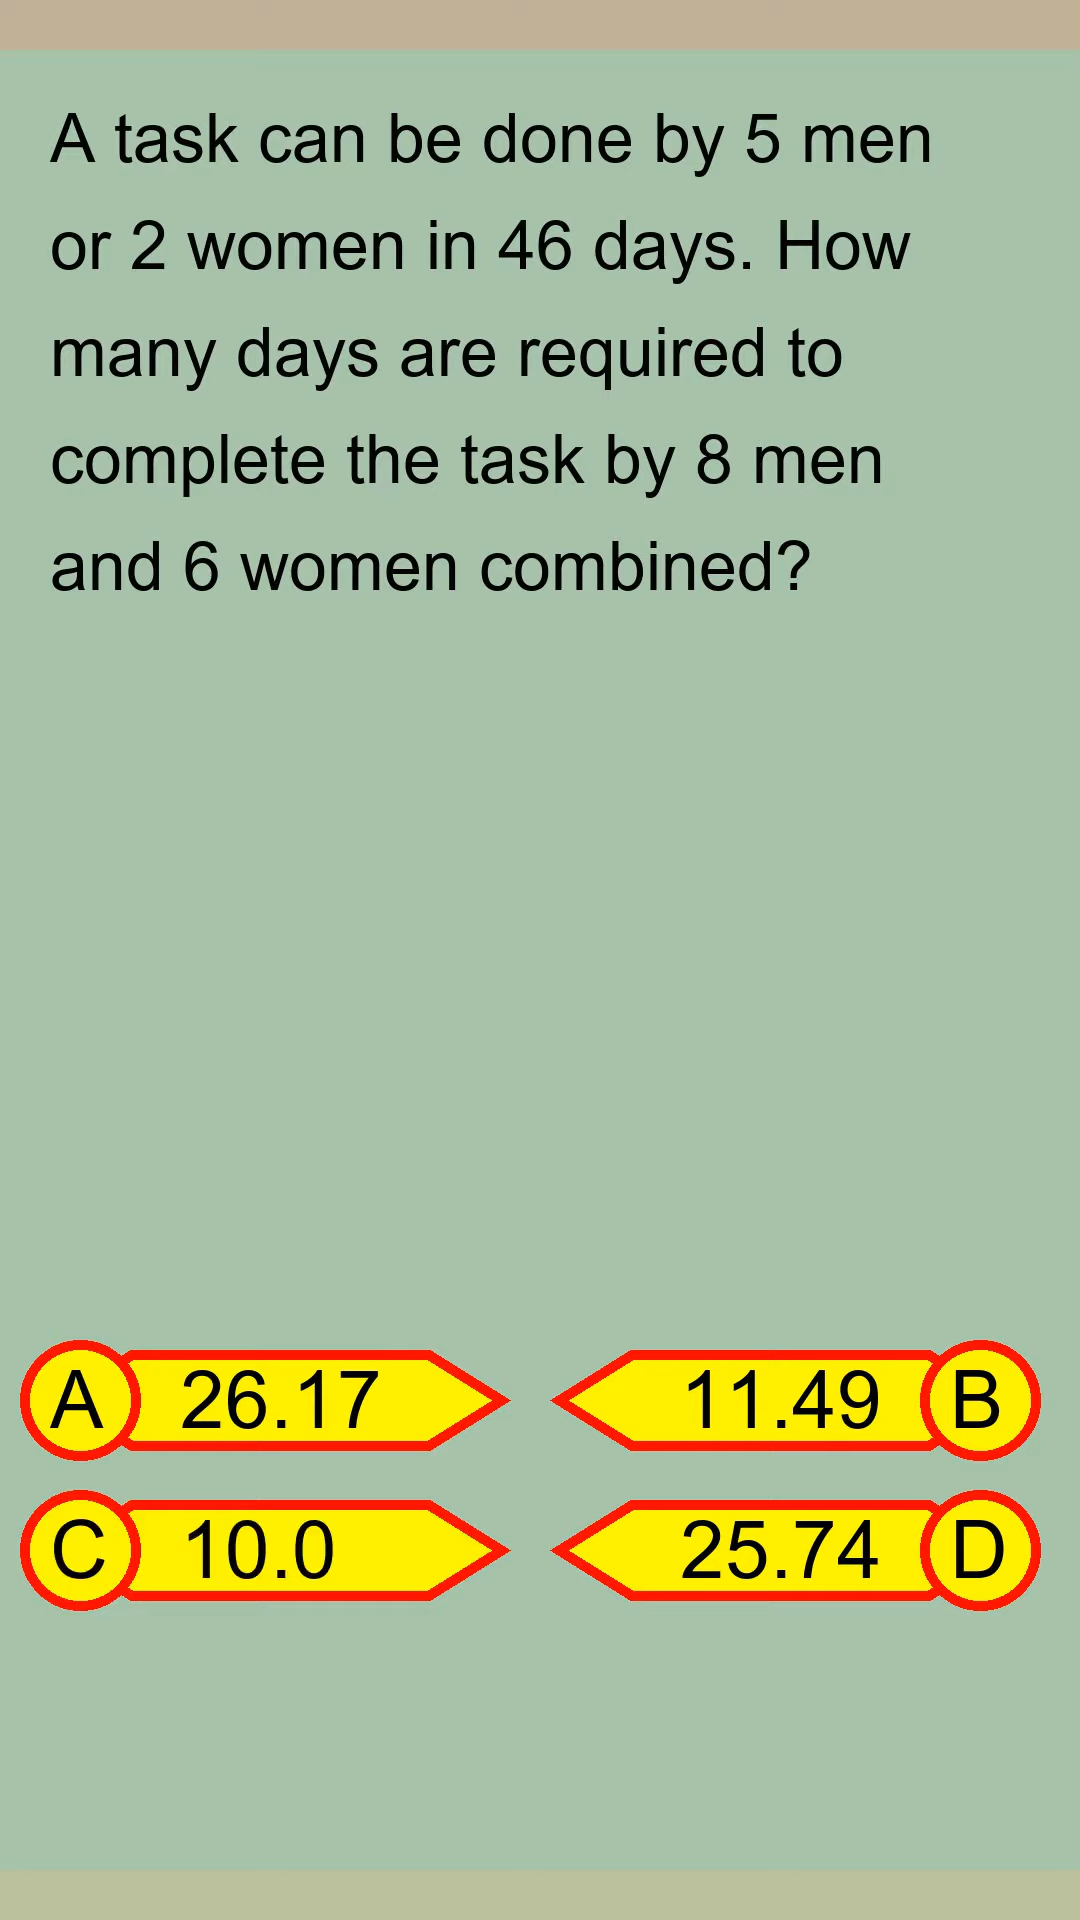 A task can be done by 5 men
or 2 women in 46 days. How
many days are required to
complete the task by 8 men
and 6 women combined?
A 26.17
11.49 B
C 10.0
25.74 D